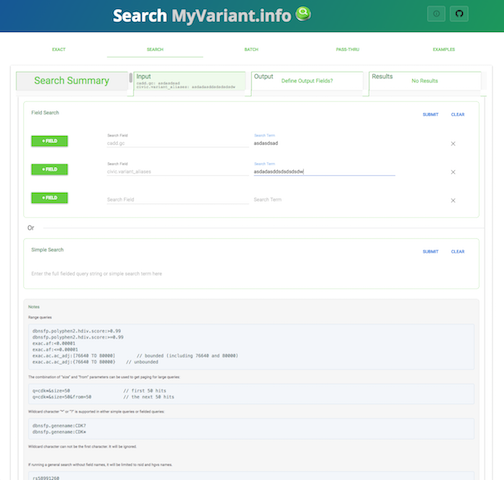 Search MyVariant.info
EXACT
SEARCH
BATCH
PASS-THRU
EXAMPLES
Search Summary
Input
Output
Define Output Fields?
Results
No Results
Field Search
SUBMIT
CLEAR
+ FIELD
Search Field
cadd.gc
Search Term
asdasdsad
+ FIELD
Search Field
civic.variant_aliases
Search Term
+ FIELD
Search Field
Search Term
Or
Simple Search
SUBMIT
CLEAR
Enter the full fielded query string or simple search term here
Notes
Range queries
dbnsfp.polyphen2.hdiv.score:>0.99
dbnsfp.polyphen2.hdiv.score:>=0.99
exac.af:<0.00001
exac.af:<=0.00001
exac.ac.ac_adj:[76640 TO 80000] // bounded (including 76640 and 80000)
exac.ac.ac_adj:{76640 TO 80000} // unbounded
The combination of "size" and "from" parameters can be used to get paging for large queries:
q=cdk*&size=50 // first 50 hits
q=cdk*&size=50&from=50 // the next 50 hits
Wildcard character "*" or "?" is supported in either simple queries or fielded queries:
dbnsfp.genename:CDK?
dbnsfp.genename:CDK*
Wildcard character can not be the first character. It will be ignored.
If running a general search without field names, it will be limited to rsid and hgvs names:
rs58991260